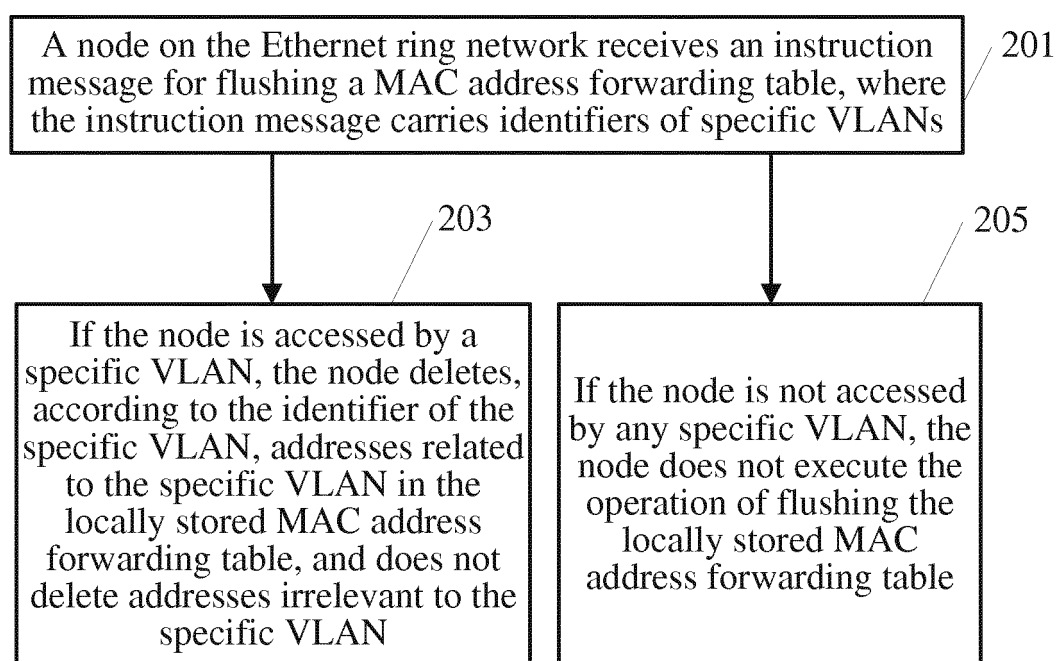 A node on the Ethernet ring network receives an instruction
message for flushing a MAC address forwarding table, where
the instruction message carries identifiers of specific VLANs
201
203
205
If the node is accessed by a
specific VLAN, the node deletes,
according to the identifier of the
specific VLAN, addresses related
to the specific VLAN in the
locally stored MAC address
forwarding table, and does not
delete addresses irrelevant to the
specific VLAN
If the node is not accessed
by any specific VLAN, the
node does not execute the
operation of flushing the
locally stored MAC
address forwarding table